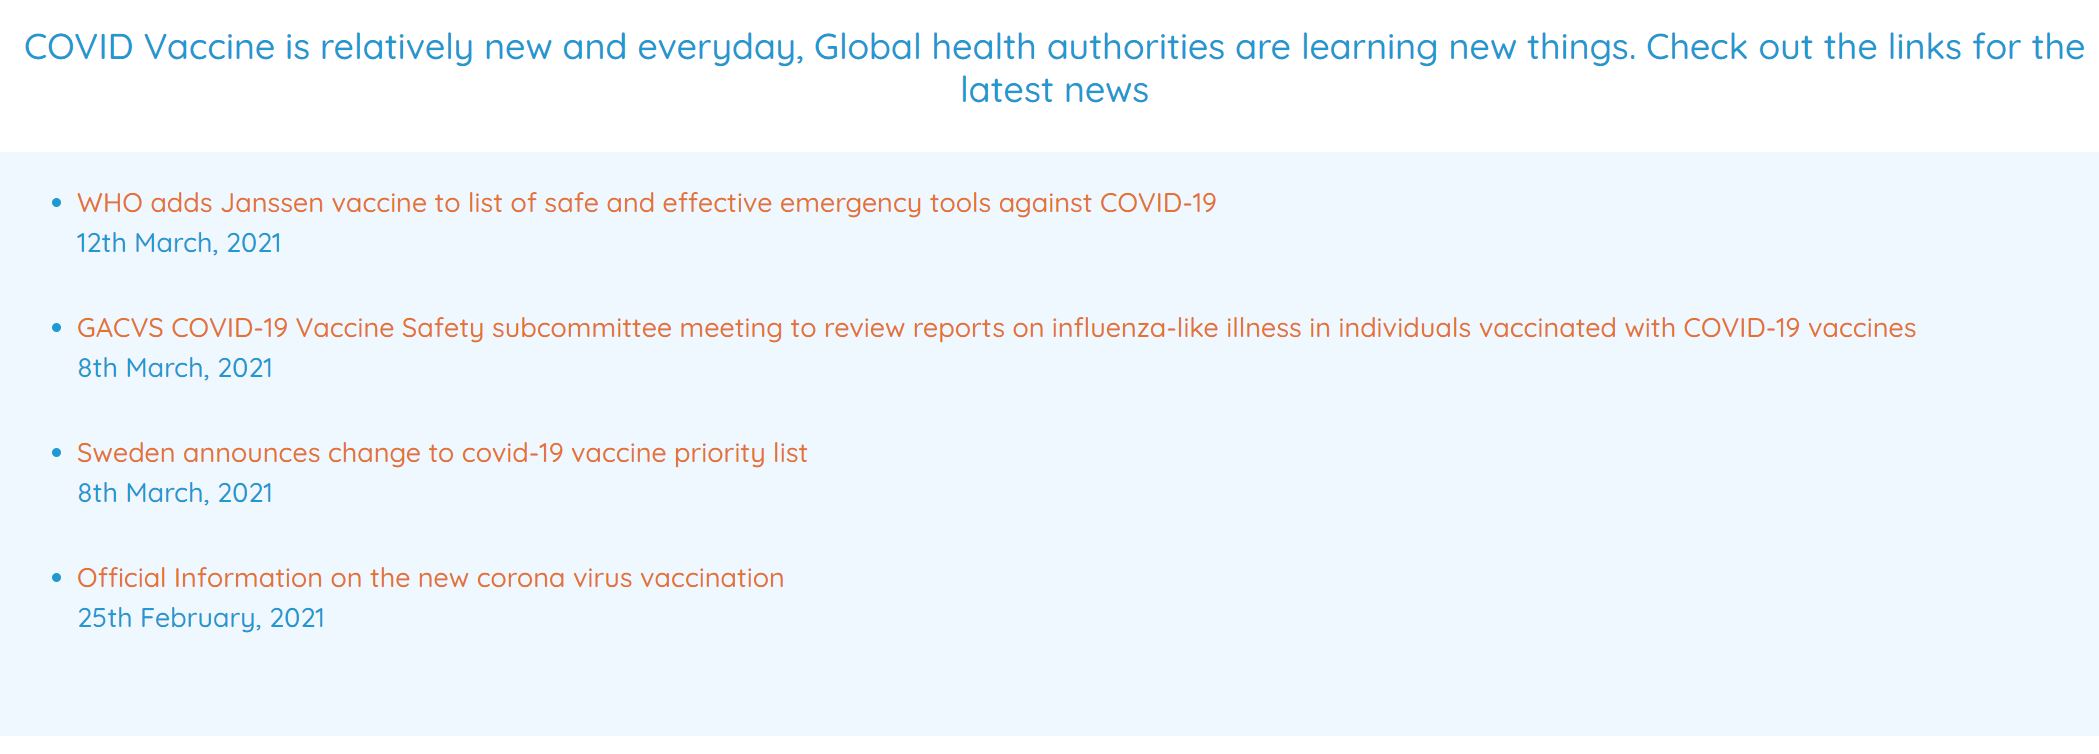 COVID Vaccine is relatively new and everyday, Global health authorities are learning new things. Check out the links for the
latest news
• WHO adds Janssen vaccine to list of safe and effective emergency tools against COVID-19
12th March, 2021
• GACVS COVID-19 Vaccine Safety subcommittee meeting to review reports on influenza-like illness in individuals vaccinated with COVID-19 vaccines
8th March, 2021
• Sweden announces change to covid-19 vaccine priority list
8th March, 2021
• Official Information on the new corona virus vaccination
25th February, 2021